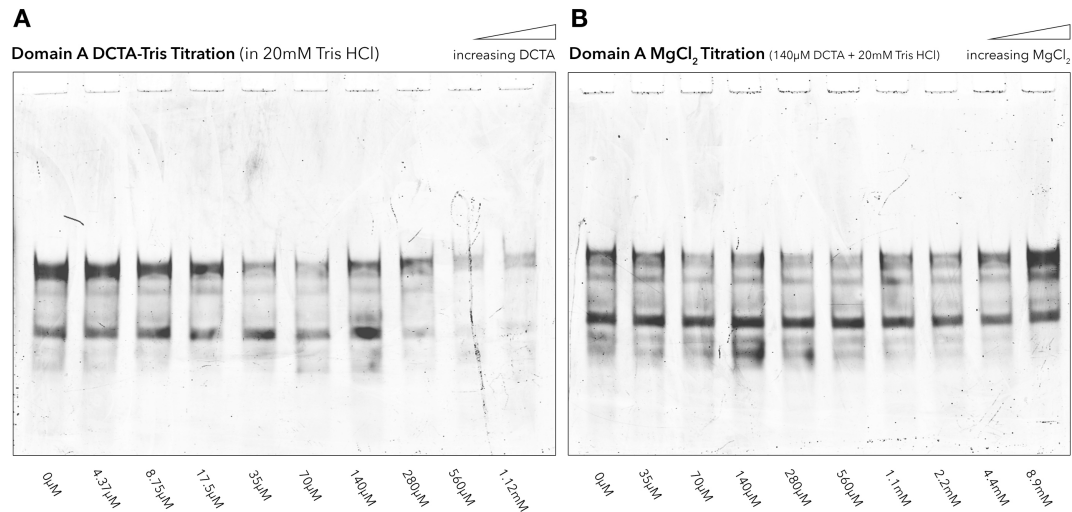 A
Domain A DCTA-Tris Titration (in 20mM Tris HCl)
increasing DCTA
0µM
4.37µM
8.75µM
17.5µM
35µM
70µM
140µM
280µM
560µM
1.12mM
B
Domain A MgCl₂ Titration (140µM DCTA + 20mM Tris HCl)
increasing MgCl₂
0µM
35µM
70µM
140µM
280µM
560µM
1.1mM
2.2mM
4.4mM
8.9mM